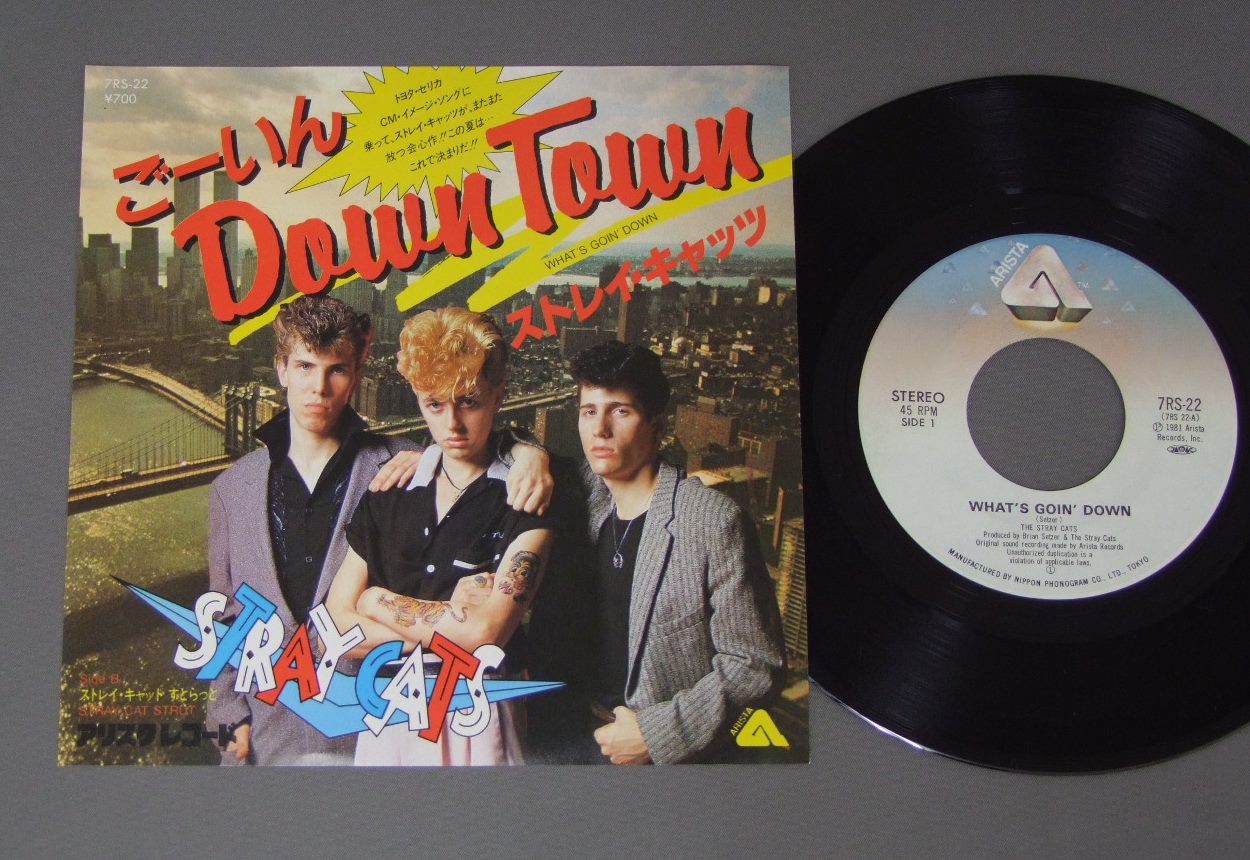 7RS-22
¥700
トヨタ・セリカ
CM・イメージ・ソングに
乗って、ストレイ・キャッツが、またまた
放つ会心作!!この夏は…
これで決まりだ!!
ごーいん
Down Town
WHAT'S GOIN' DOWN
ストレイ・キャッツ
STRAY CATS
Side B
ストレイ・キャット すとらっと
STRAY CAT STRUT
アリスタ レコード
ARISTA
ARISTA
TM
STEREO
45 RPM
SIDE 1
7RS-22
(7RS 22-A)
Ⓟ 1981 Arista
Records, Inc.
WHAT'S GOIN' DOWN
(Setzer)
THE STRAY CATS
Produced by Brian Setzer & The Stray Cats
Original sound recording made by Arista Records
Unauthorized duplication is a
violation of applicable laws.
①
MANUFACTURED BY NIPPON PHONOGRAM CO., LTD., TOKYO